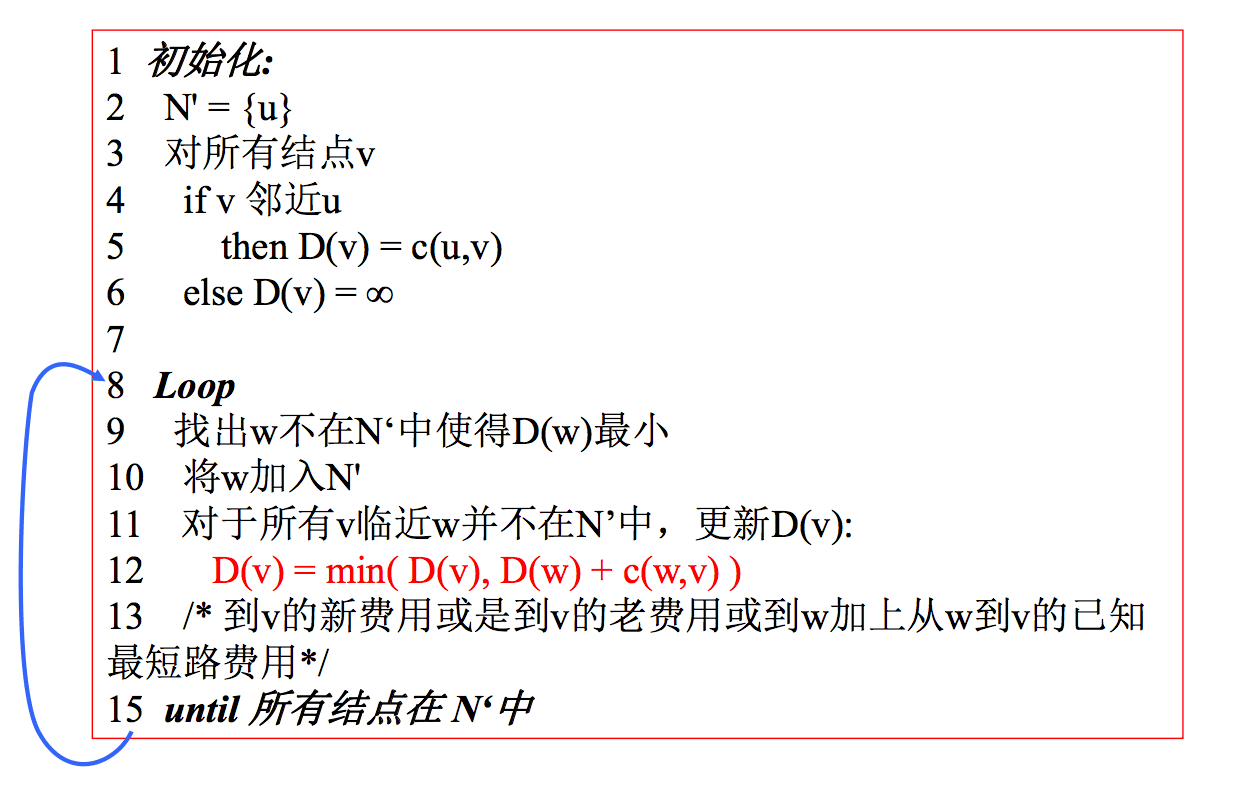 1 初始化:
2 N' = {u}
3 对所有结点v
4 if v 邻近u
5 then D(v) = c(u,v)
6 else D(v) = ∞
7
8 Loop
9 找出w不在N‘中使得D(w)最小
10 将w加入N'
11 对于所有v临近w并不在N’中，更新D(v):
12 D(v) = min( D(v), D(w) + c(w,v) )
13 /* 到v的新费用或是到v的老费用或到w加上从w到v的已知
最短路费用*/
15 until 所有结点在 N‘中